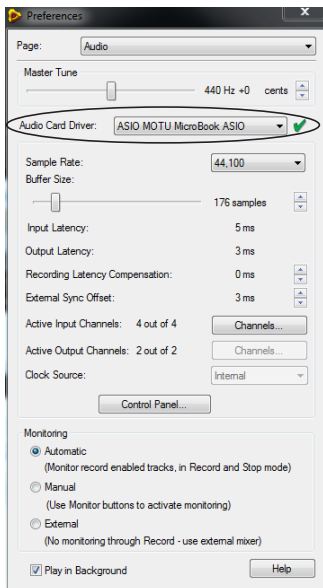 Preferences
Page: Audio
Master Tune
440 Hz +0 cents
Audio Card Driver: ASIO MOTU MicroBook ASIO
Sample Rate: 44,100
Buffer Size:
176 samples
Input Latency: 5 ms
Output Latency: 3 ms
Recording Latency Compensation: 0 ms
External Sync Offset: 3 ms
Active Input Channels: 4 out of 4 Channels...
Active Output Channels: 2 out of 2 Channels...
Clock Source: Internal
Control Panel...
Monitoring
Automatic
(Monitor record enabled tracks, in Record and Stop mode)
Manual
(Use Monitor buttons to activate monitoring)
External
(No monitoring through Record - use external mixer)
Play in Background Help